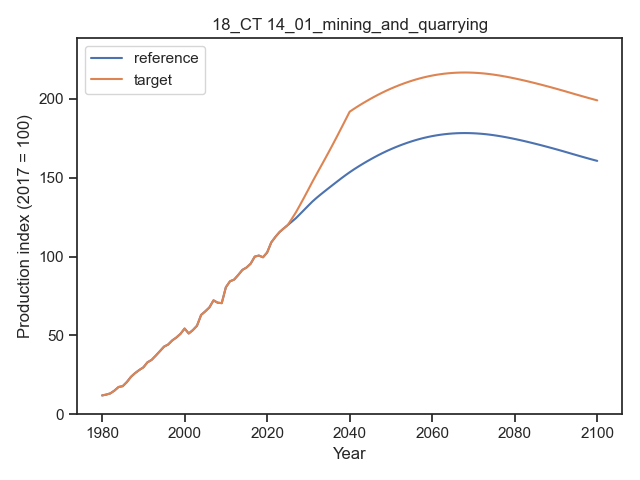 18_CT 14_01_mining_and_quarrying
reference
target
Production index (2017 = 100)
200
150
100
50
0
1980
2000
2020
2040
2060
2080
2100
Year